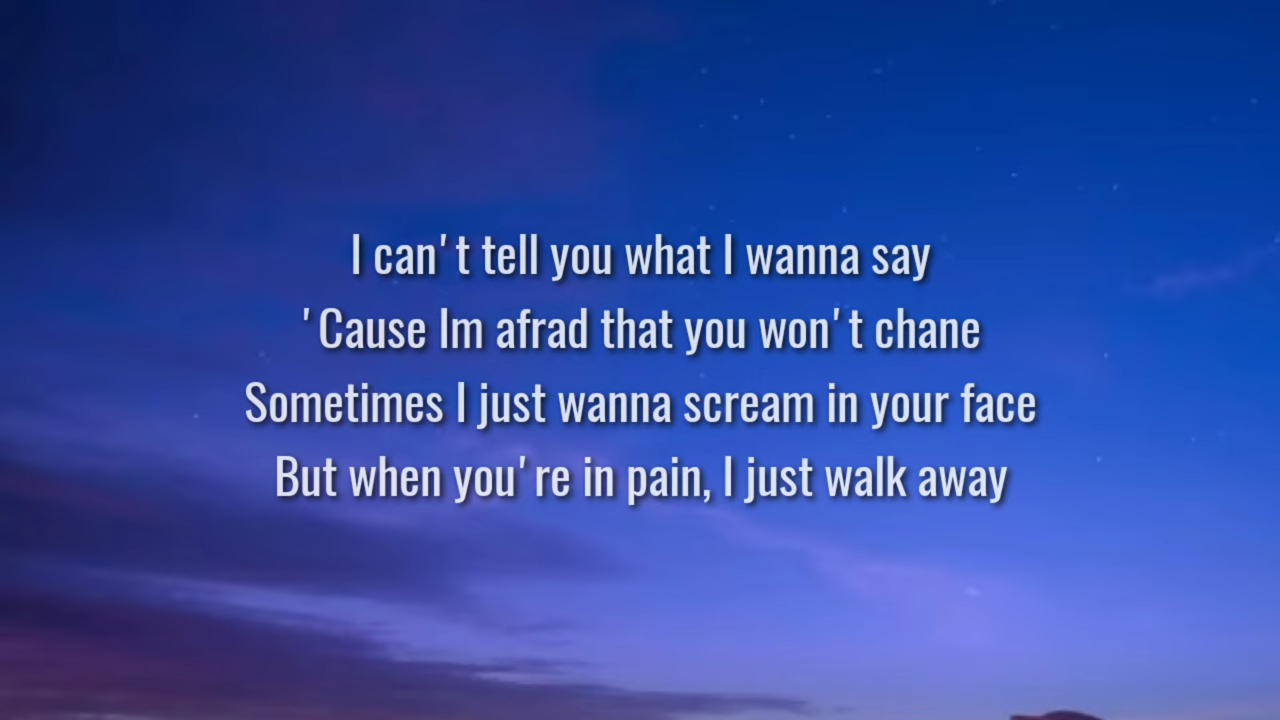 I can't tell you what I wanna say
'Cause Im afrad that you won't chane
Sometimes I just wanna scream in your face
But when you're in pain, I just walk away